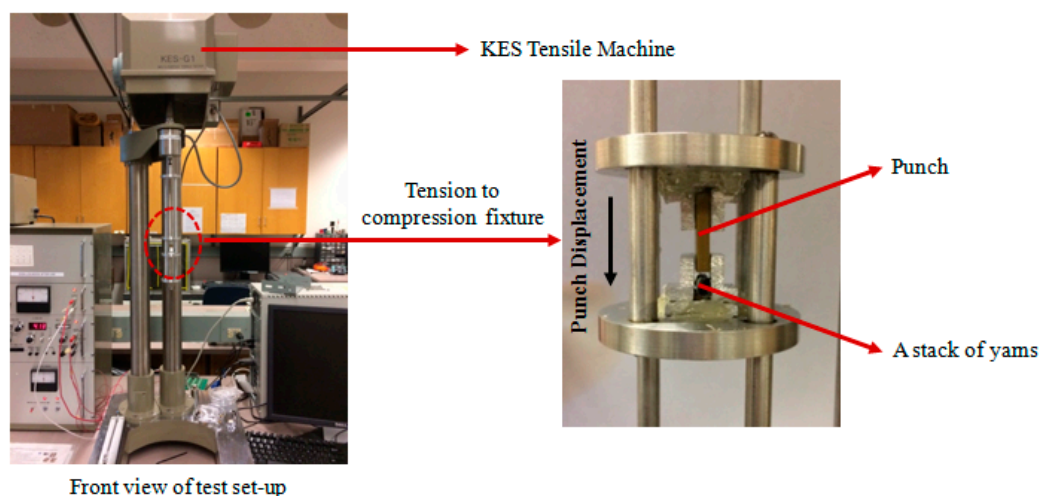 KES-G1
KES Tensile Machine
Tension to
compression fixture
Punch Displacement
Punch
A stack of yarns
Front view of test set-up